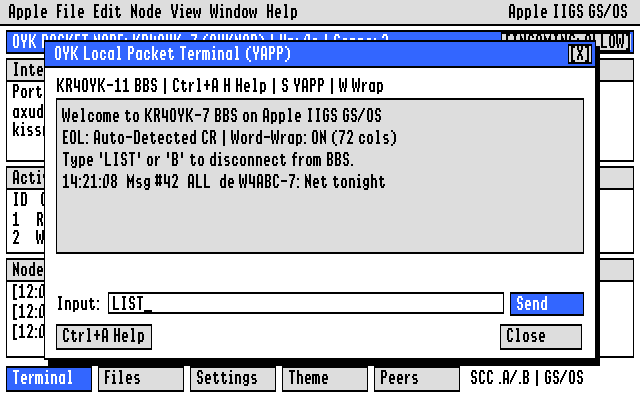 Apple File Edit Node View Window Help Apple IIGS GS/OS
OYK Local Packet Terminal (YAPP) [X]
KR4OYK-11 BBS | Ctrl+A H Help | S YAPP | W Wrap
Welcome to KR4OYK-7 BBS on Apple IIGS GS/OS
EOL: Auto-Detected CR | Word-Wrap: ON (72 cols)
Type 'LIST' or 'B' to disconnect from BBS.
14:21:08 Msg #42 ALL de W4ABC-7: Net tonight
Port
axud
kiss
ID
1 R
2 W
Node
[12:0
[12:0
[12:0
Input: LIST_ Send
Ctrl+A Help Close
Terminal Files Settings Theme Peers SCC .A/.B | GS/OS